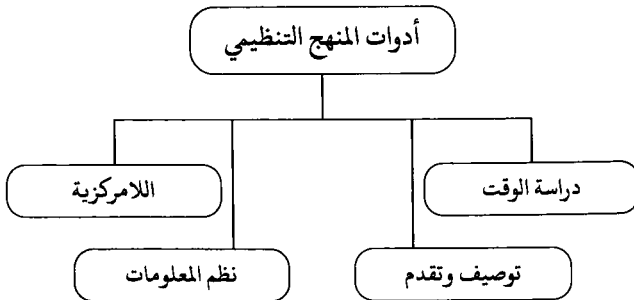 أدوات المنهج التنظيمي
دراسة الوقت
اللامركزية
توصيف وتقدم
نظم المعلومات